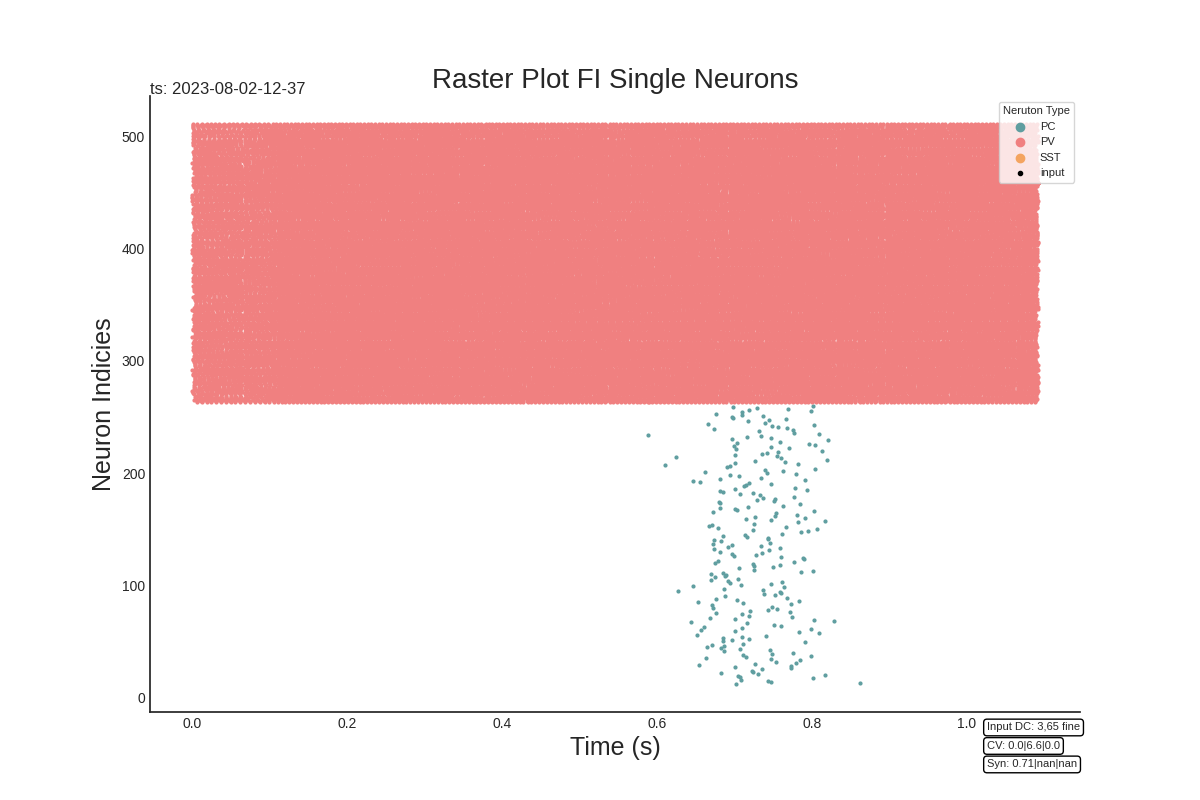 Raster Plot FI Single Neurons
ts: 2023-08-02-12-37
Neruton Type
PC
PV
SST
input
500
400
300
200
100
0
Neuron Indicies
0.0 0.2 0.4 0.6 0.8 1.0
Time (s)
Input DC: 3,65 fine
CV: 0.0|6.6|0.0
Syn: 0.71|nan|nan